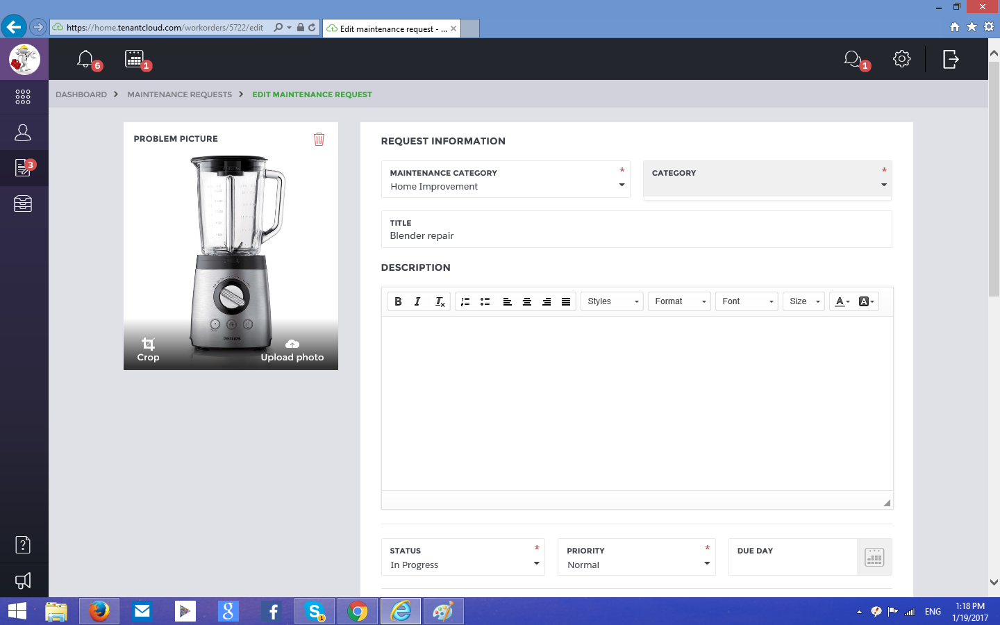 https://home.tenantcloud.com/workorders/5722/edit
Edit maintenance request - ...
6
1
1
DASHBOARD > MAINTENANCE REQUESTS > EDIT MAINTENANCE REQUEST
3
PROBLEM PICTURE
PHILIPS
Crop
Upload photo
REQUEST INFORMATION
MAINTENANCE CATEGORY *
Home Improvement
CATEGORY *
TITLE
Blender repair
DESCRIPTION
B I Tx Styles Format Font Size A A
STATUS *
In Progress
PRIORITY *
Normal
DUE DAY
?
g f S 1
ENG
1:18 PM
1/19/2017